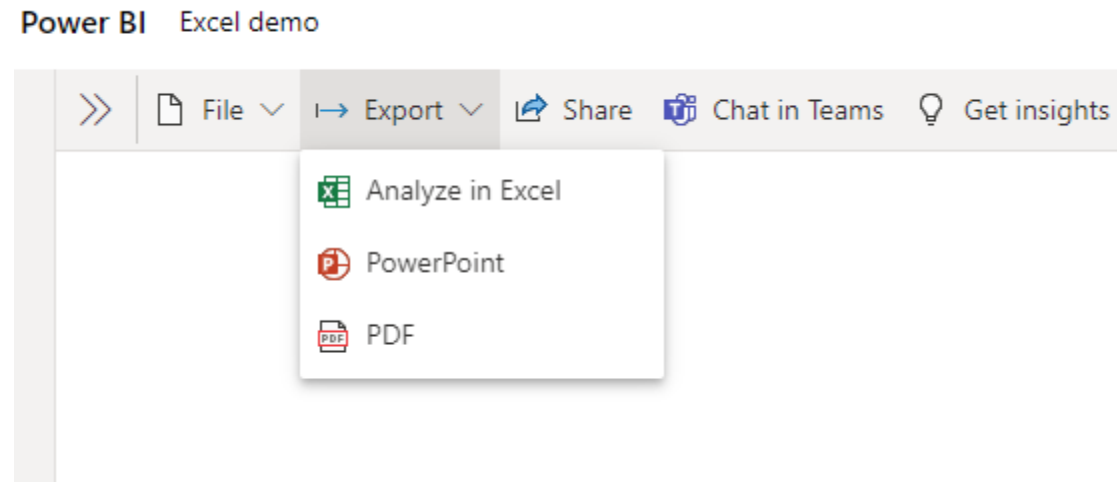 Power BI Excel demo
File Export Share Chat in Teams Get insights
Analyze in Excel
PowerPoint
PDF